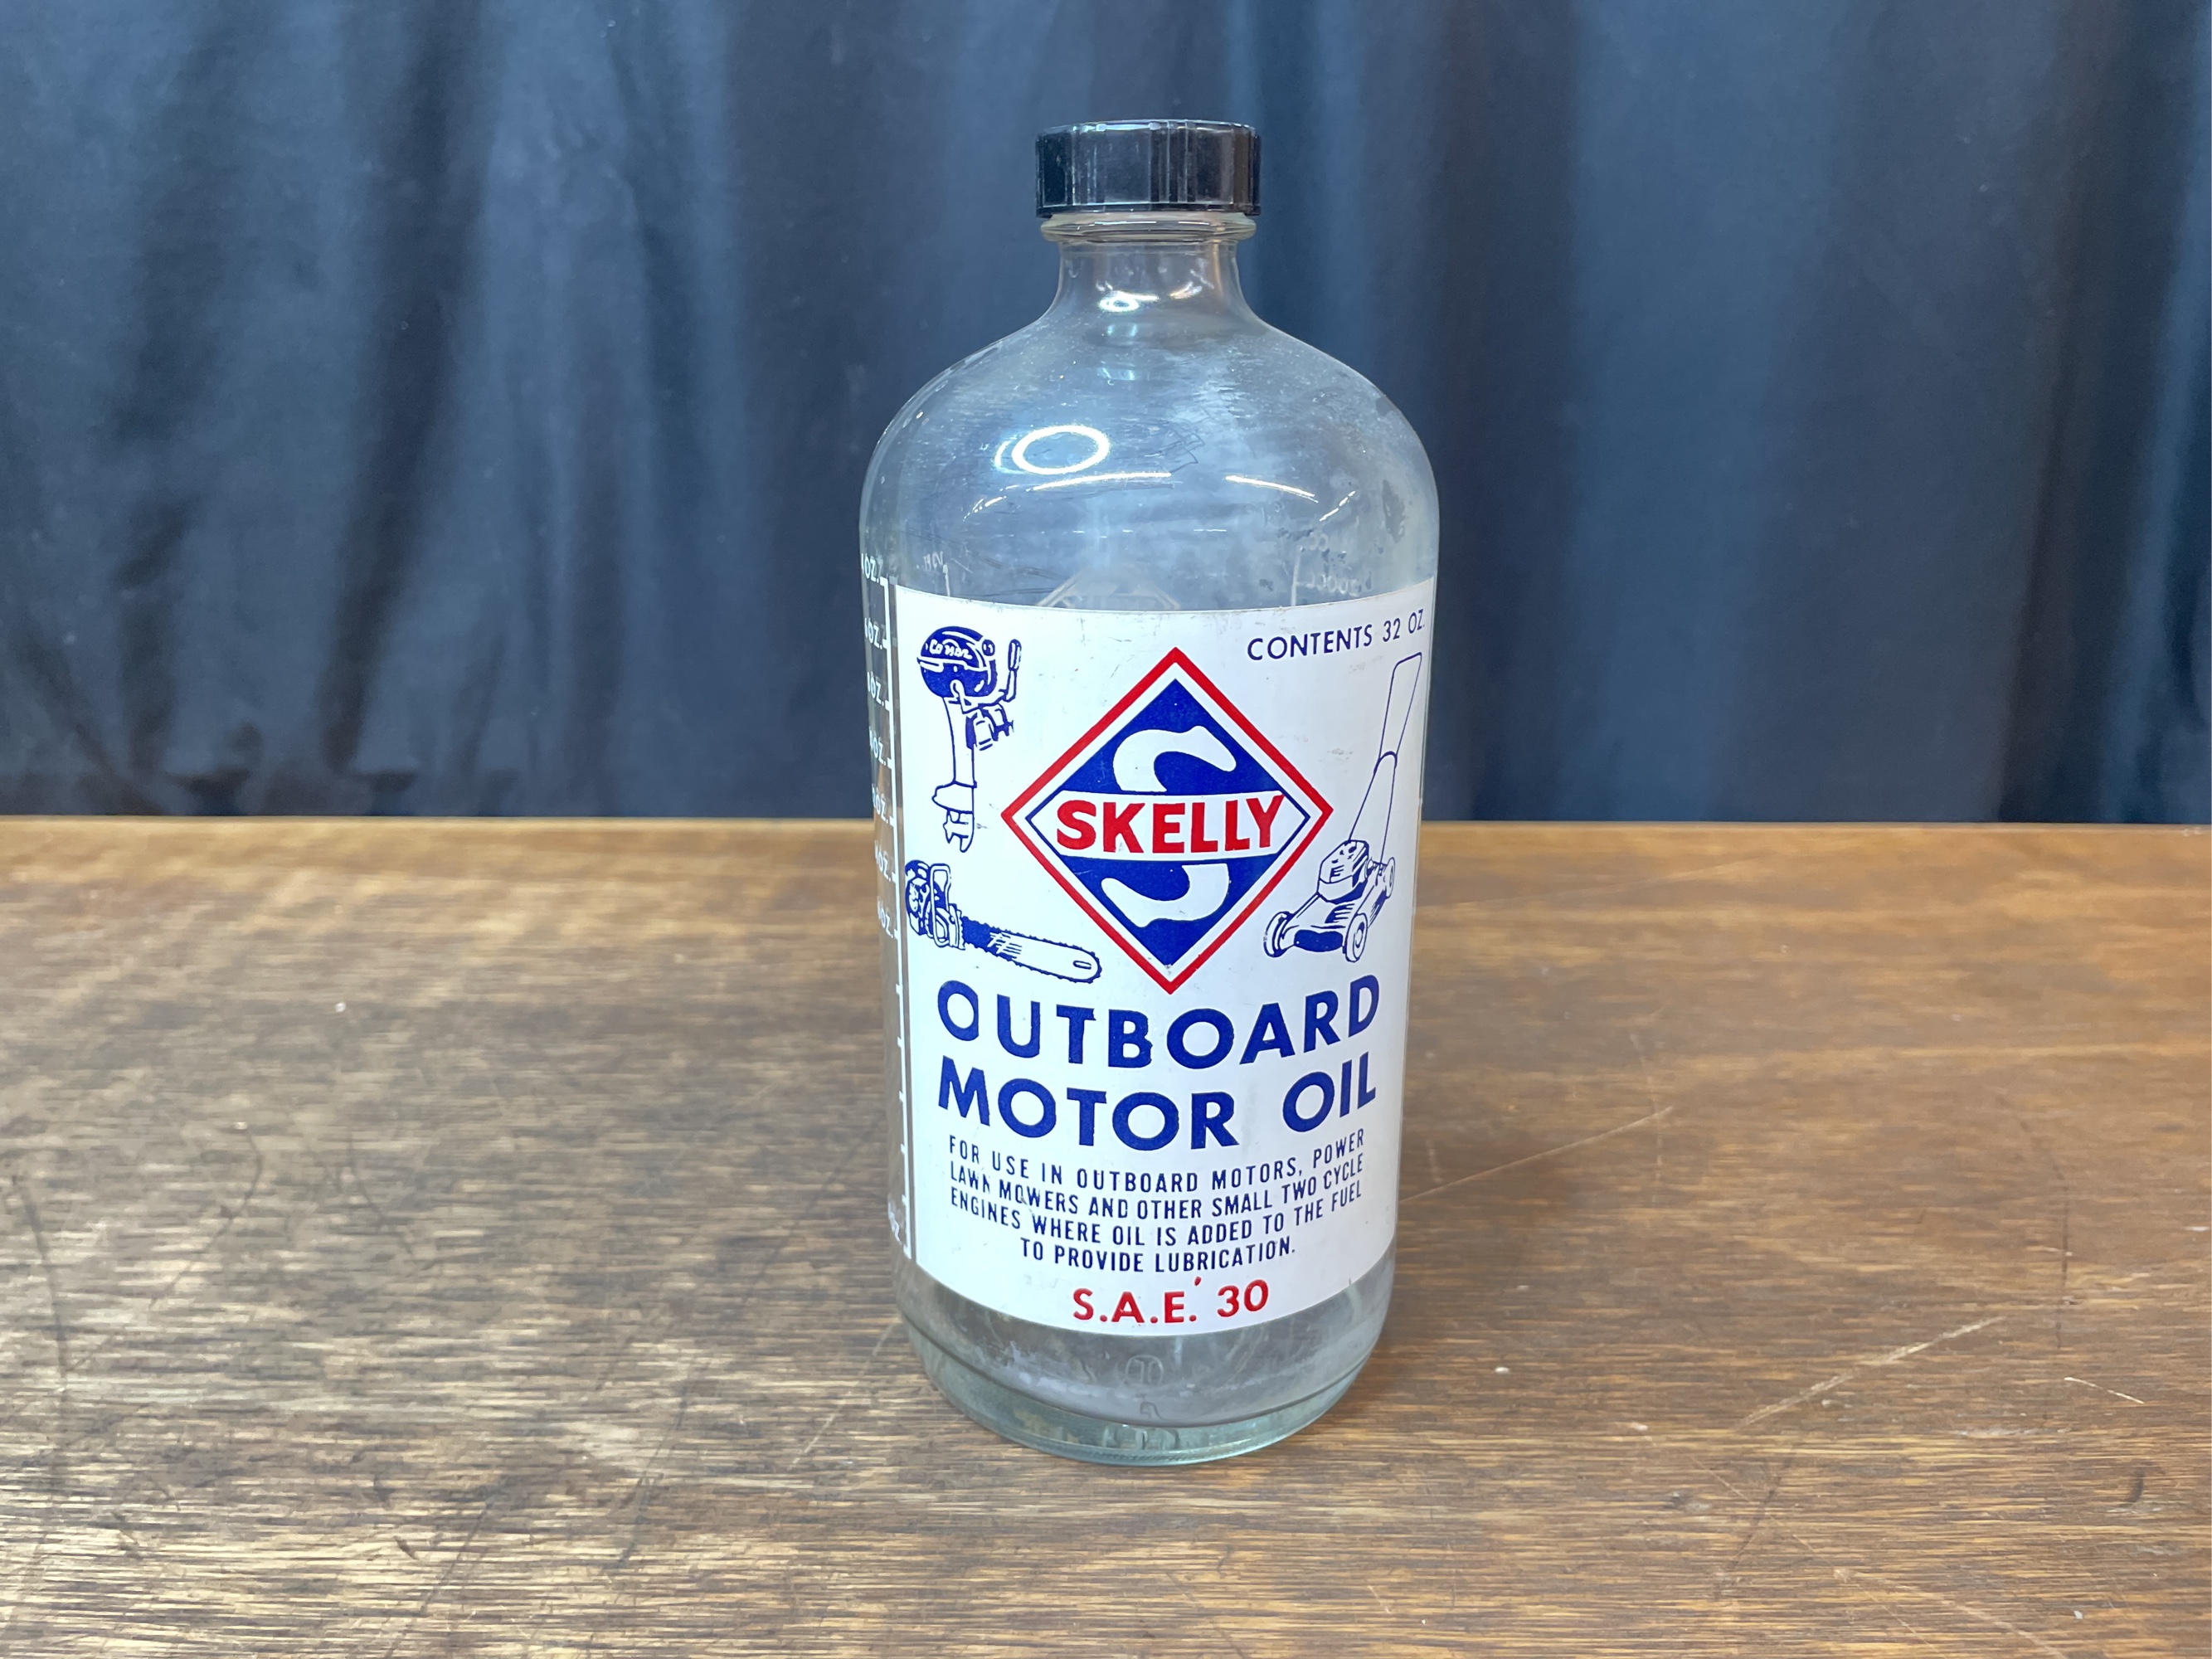 CONTENTS 32 OZ.
SKELLY
OUTBOARD
MOTOR OIL
FOR USE IN OUTBOARD MOTORS, POWER
LAWN MOWERS AND OTHER SMALL TWO CYCLE
ENGINES WHERE OIL IS ADDED TO THE FUEL
TO PROVIDE LUBRICATION.
S.A.E. 30